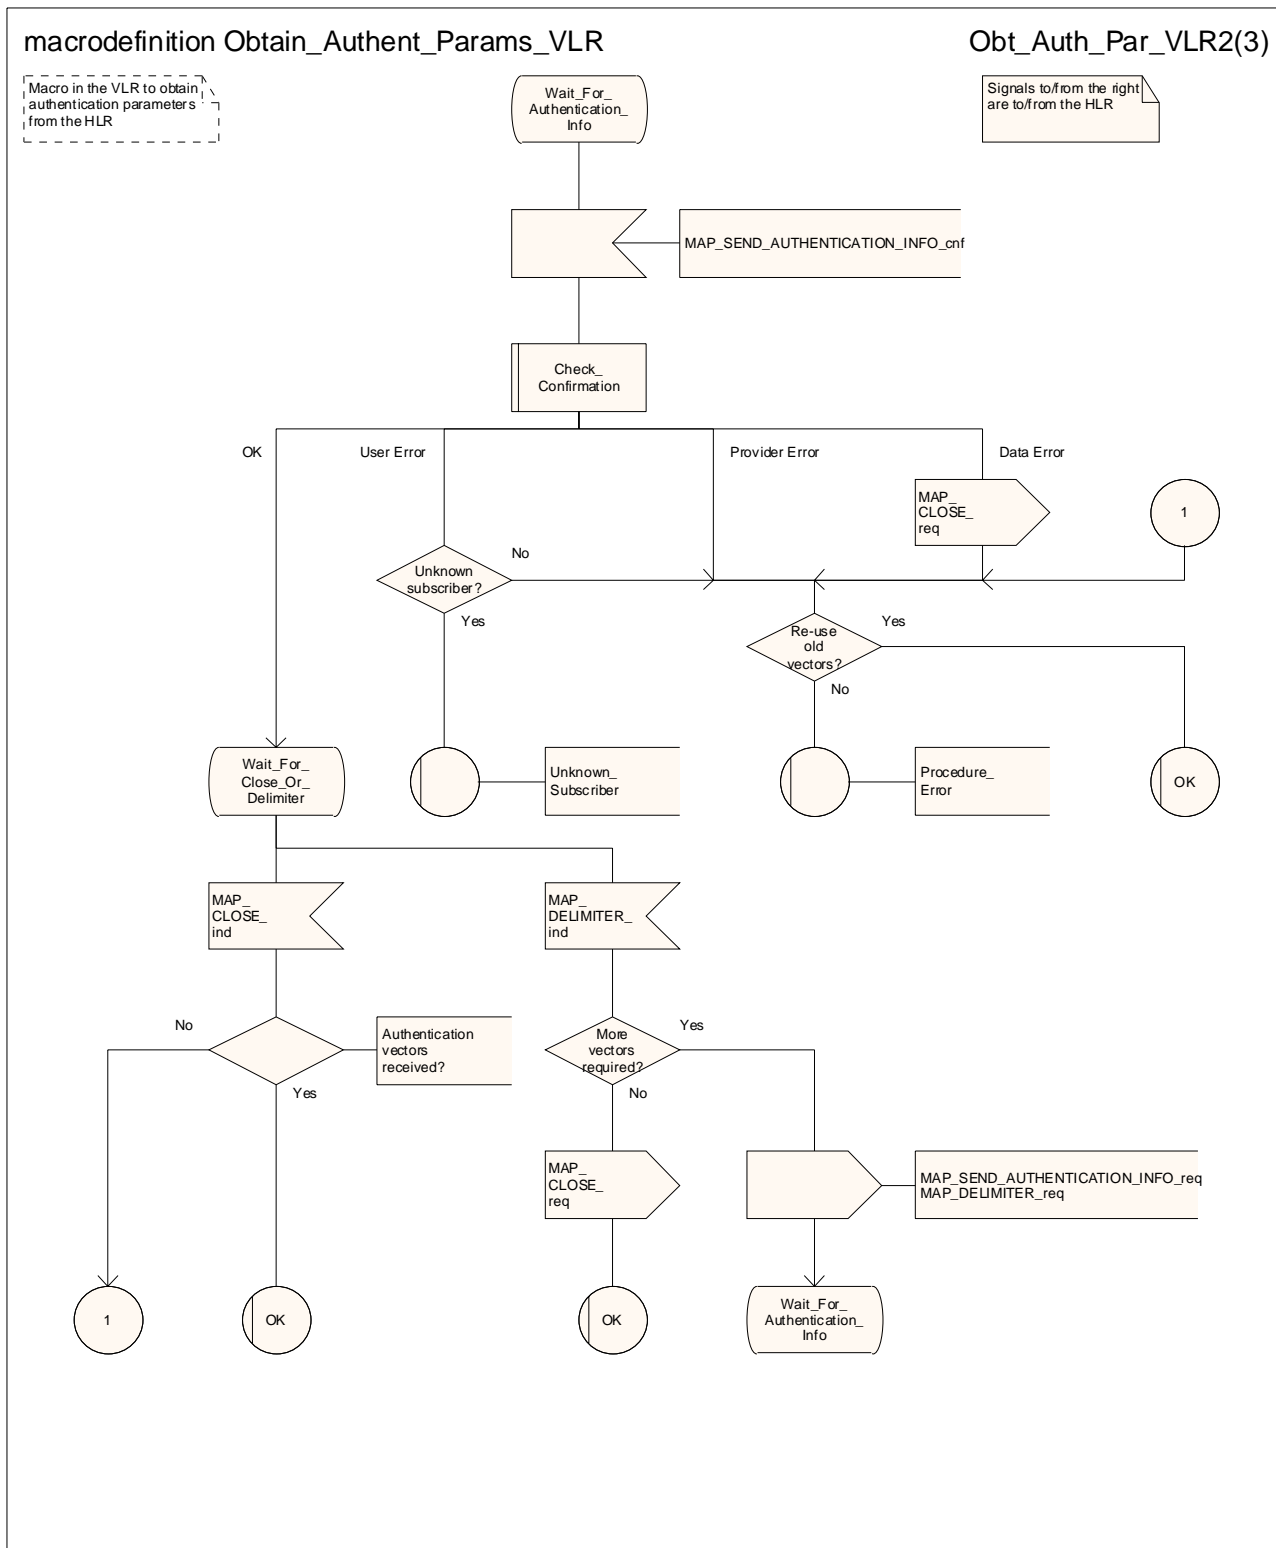 macrodefinition Obtain_Authent_Params_VLR
Obt_Auth_Par_VLR2(3)
Macro in the VLR to obtain
authentication parameters
from the HLR
Wait_For_
Authentication_
Info
Signals to/from the right
are to/from the HLR
MAP_SEND_AUTHENTICATION_INFO_cnf
Check_
Confirmation
OK
User Error
Provider Error
Data Error
MAP_
CLOSE_
req
1
Unknown
subscriber?
No
Yes
Re-use
old
vectors?
Yes
No
Wait_For_
Close_Or_
Delimiter
Unknown_
Subscriber
Procedure_
Error
OK
MAP_
CLOSE_
ind
MAP_
DELIMITER_
ind
No
Authentication
vectors
received?
Yes
More
vectors
required?
Yes
No
MAP_
CLOSE_
req
MAP_SEND_AUTHENTICATION_INFO_req
MAP_DELIMITER_req
1
OK
OK
Wait_For_
Authentication_
Info